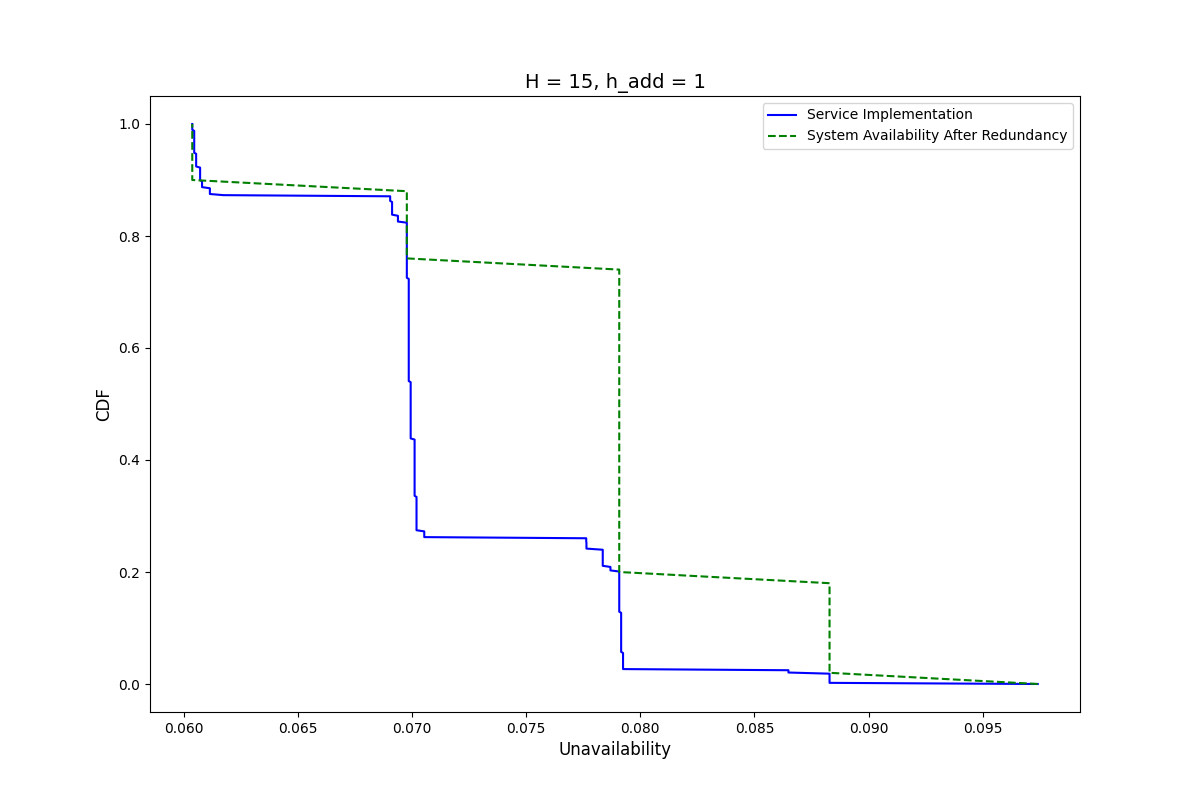 H = 15, h_add = 1
Service Implementation
System Availability After Redundancy
CDF
1.0
0.8
0.6
0.4
0.2
0.0
0.060
0.065
0.070
0.075
0.080
0.085
0.090
0.095
Unavailability